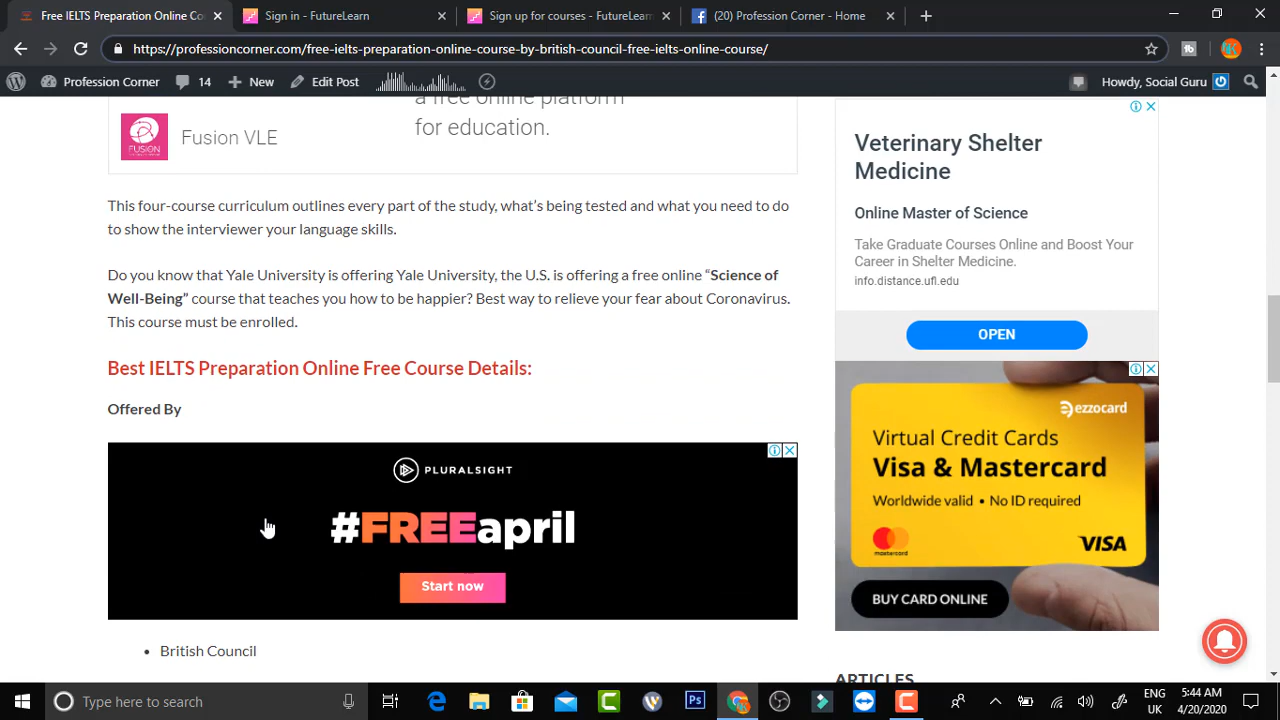 Free IELTS Preparation Online Co
Sign in - FutureLearn
Sign up for courses - FutureLearn
(20) Profession Corner - Home
https://professioncorner.com/free-ielts-preparation-online-course-by-british-council-free-ielts-online-course/
Profession Corner
14
New
Edit Post
Howdy, Social Guru
a free online platform
for education.
FUSION
Fusion VLE
This four-course curriculum outlines every part of the study, what's being tested and what you need to do
to show the interviewer your language skills.
Do you know that Yale University is offering Yale University, the U.S. is offering a free online “Science of
Well-Being” course that teaches you how to be happier? Best way to relieve your fear about Coronavirus.
This course must be enrolled.
Best IELTS Preparation Online Free Course Details:
Offered By
PLURALSIGHT
#FREEapril
Start now
• British Council
Veterinary Shelter
Medicine
Online Master of Science
Take Graduate Courses Online and Boost Your
Career in Shelter Medicine.
info.distance.ufl.edu
OPEN
ezzocard
Virtual Credit Cards
Visa & Mastercard
Worldwide valid • No ID required
mastercard
VISA
BUY CARD ONLINE
ARTICLES
Type here to search
Ps
ENG
UK
5:44 AM
4/20/2020